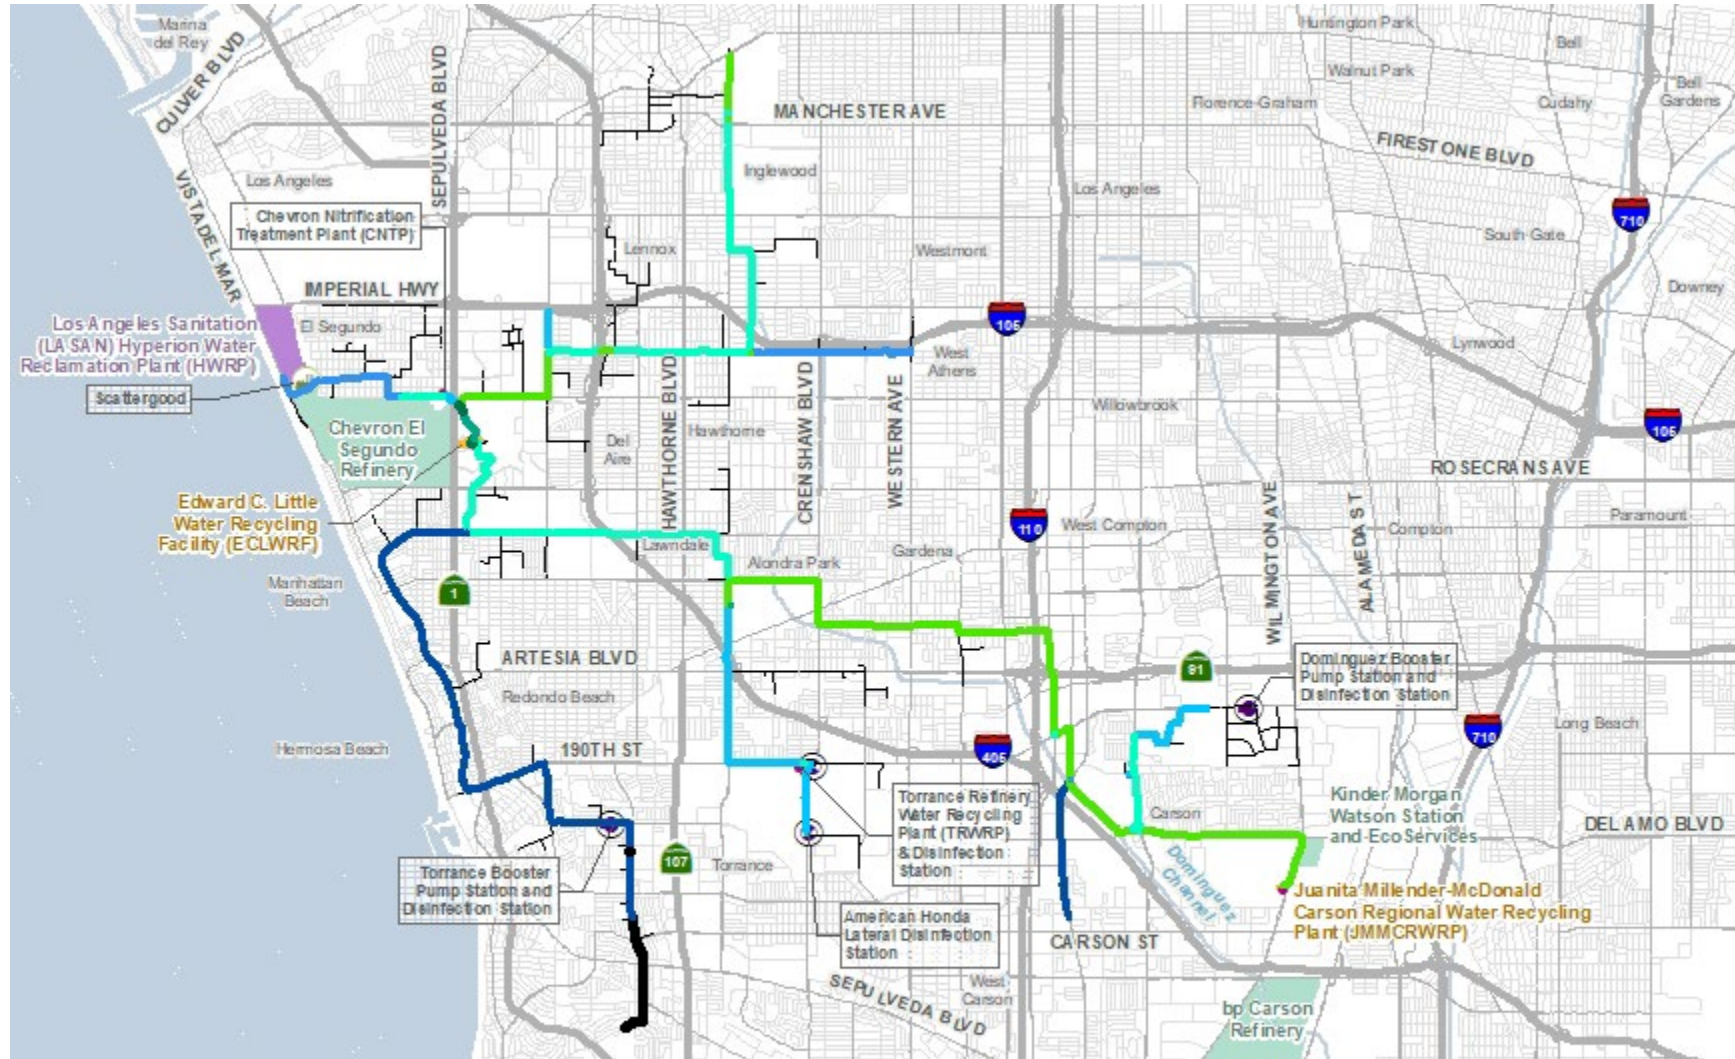 Marina
del Rey
CULVER BLVD
SEPULVEDA BLVD
MANCHESTER AVE
Huntington Park
Bell
Walnut Park
Bell
Gardens
Florence-Graham
Cudahy
FIRESTONE BLVD
Los Angeles
Inglewood
Los Angeles
VISTA DEL MAR
Chevron Nitrification
Treatment Plant (CNTP)
Lennox
Westmont
South Gate
710
Downey
IMPERIAL HWY
El Segundo
Los Angeles Sanitation
(LASAN) Hyperion Water
Reclamation Plant (HWRP)
105
Lynwood
West
Athens
Scattergood
HAWTHORNE BLVD
CRENSHAW BLVD
WESTERN AVE
Willowbrook
105
Chevron El
Segundo
Refinery
Del
Aire
Hawthorne
ROSECRANS AVE
Edward C. Little
Water Recycling
Facility (ECLWRF)
WILMINGTON AVE
ALAMEDA ST
110
West Compton
Compton
Paramount
Lawndale
Alondra Park
Gardena
Manhattan
Beach
1
ARTESIA BLVD
Redondo Beach
91
Dominguez Booster
Pump Station and
Disinfection Station
Hermosa Beach
190TH ST
405
710
Long Beach
Torrance Refinery
Water Recycling
Plant (TRWRP)
& Disinfection
Station
Carson
Kinder Morgan
Watson Station
and EcoServices
DEL AMO BLVD
107
Torrance
Torrance Booster
Pump Station and
Disinfection Station
Dominguez
Channel
Juanita Millender-McDonald
Carson Regional Water Recycling
Plant (JMMCRWRP)
American Honda
Lateral Disinfection
Station
CARSON ST
SEPULVEDA BLVD
West
Carson
bp Carson
Refinery